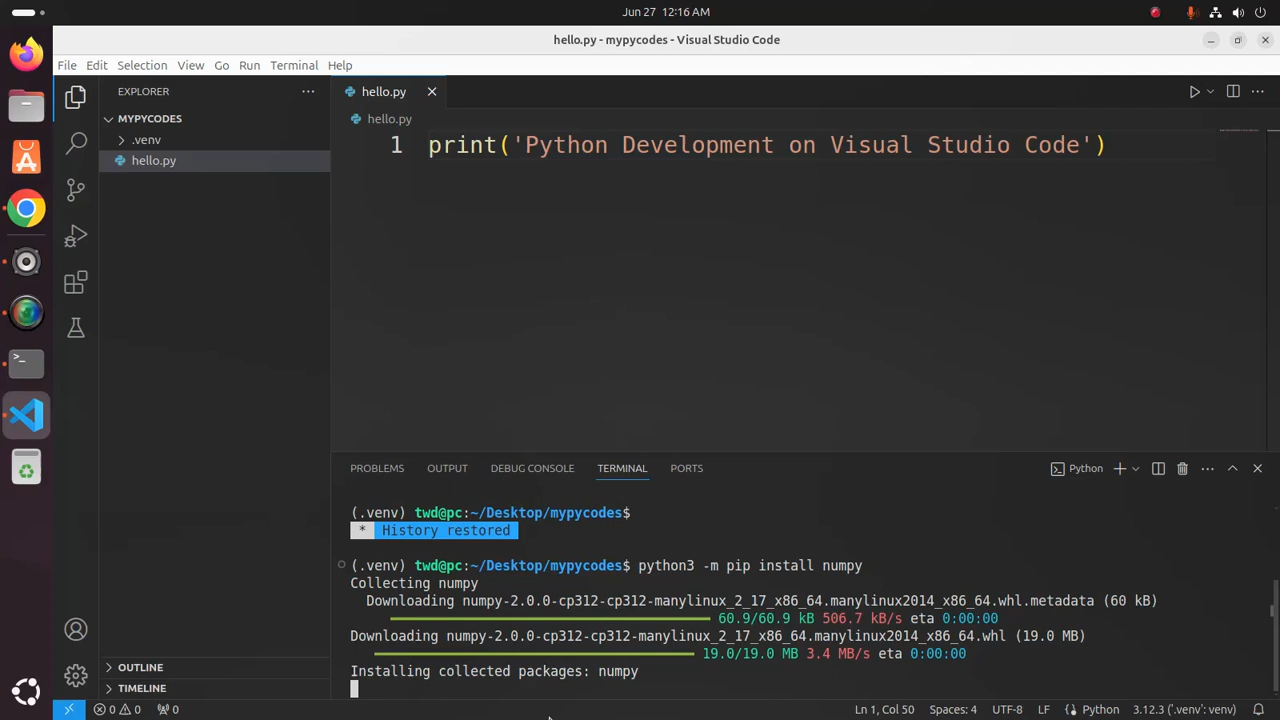 Jun 27 12:16 AM
hello.py - mypycodes - Visual Studio Code
File Edit Selection View Go Run Terminal Help
EXPLORER
hello.py
MYPYCODES
hello.py
.venv
1 print('Python Development on Visual Studio Code')
hello.py
PROBLEMS OUTPUT DEBUG CONSOLE TERMINAL PORTS
Python
(.venv) twd@pc:~/Desktop/mypycodes$
* History restored
(.venv) twd@pc:~/Desktop/mypycodes$ python3 -m pip install numpy
Collecting numpy
Downloading numpy-2.0.0-cp312-cp312-manylinux_2_17_x86_64.manylinux2014_x86_64.whl.metadata (60 kB)
60.9/60.9 kB 506.7 kB/s eta 0:00:00
Downloading numpy-2.0.0-cp312-cp312-manylinux_2_17_x86_64.manylinux2014_x86_64.whl (19.0 MB)
19.0/19.0 MB 3.4 MB/s eta 0:00:00
Installing collected packages: numpy
OUTLINE
TIMELINE
0 0 0
Ln 1, Col 50 Spaces: 4 UTF-8 LF Python 3.12.3 ('.venv': venv)